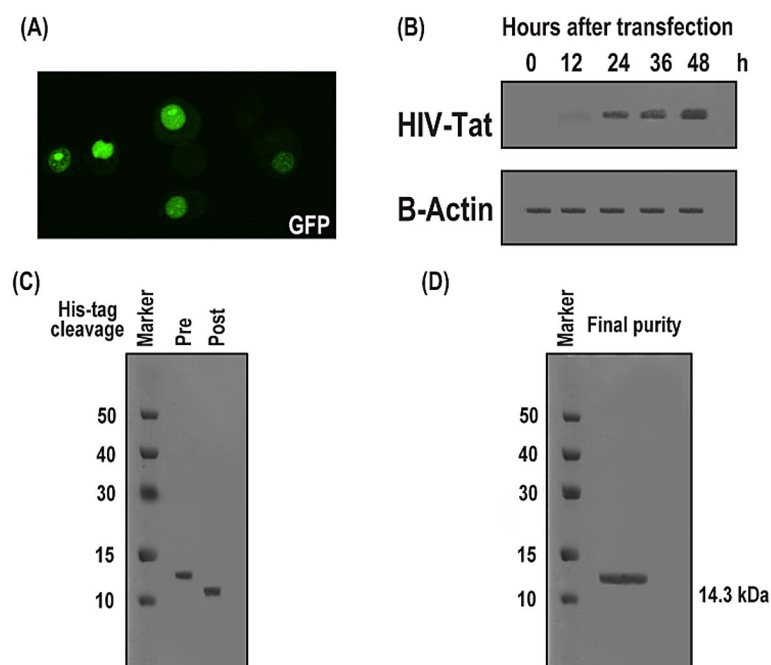 (A)
GFP
(B)
Hours after transfection
0 12 24 36 48 h
HIV-Tat
B-Actin
(C)
His-tag
cleavage
Marker
Pre
Post
50
40
30
15
10
(D)
Marker
Final purity
50
40
30
15
10
14.3 kDa